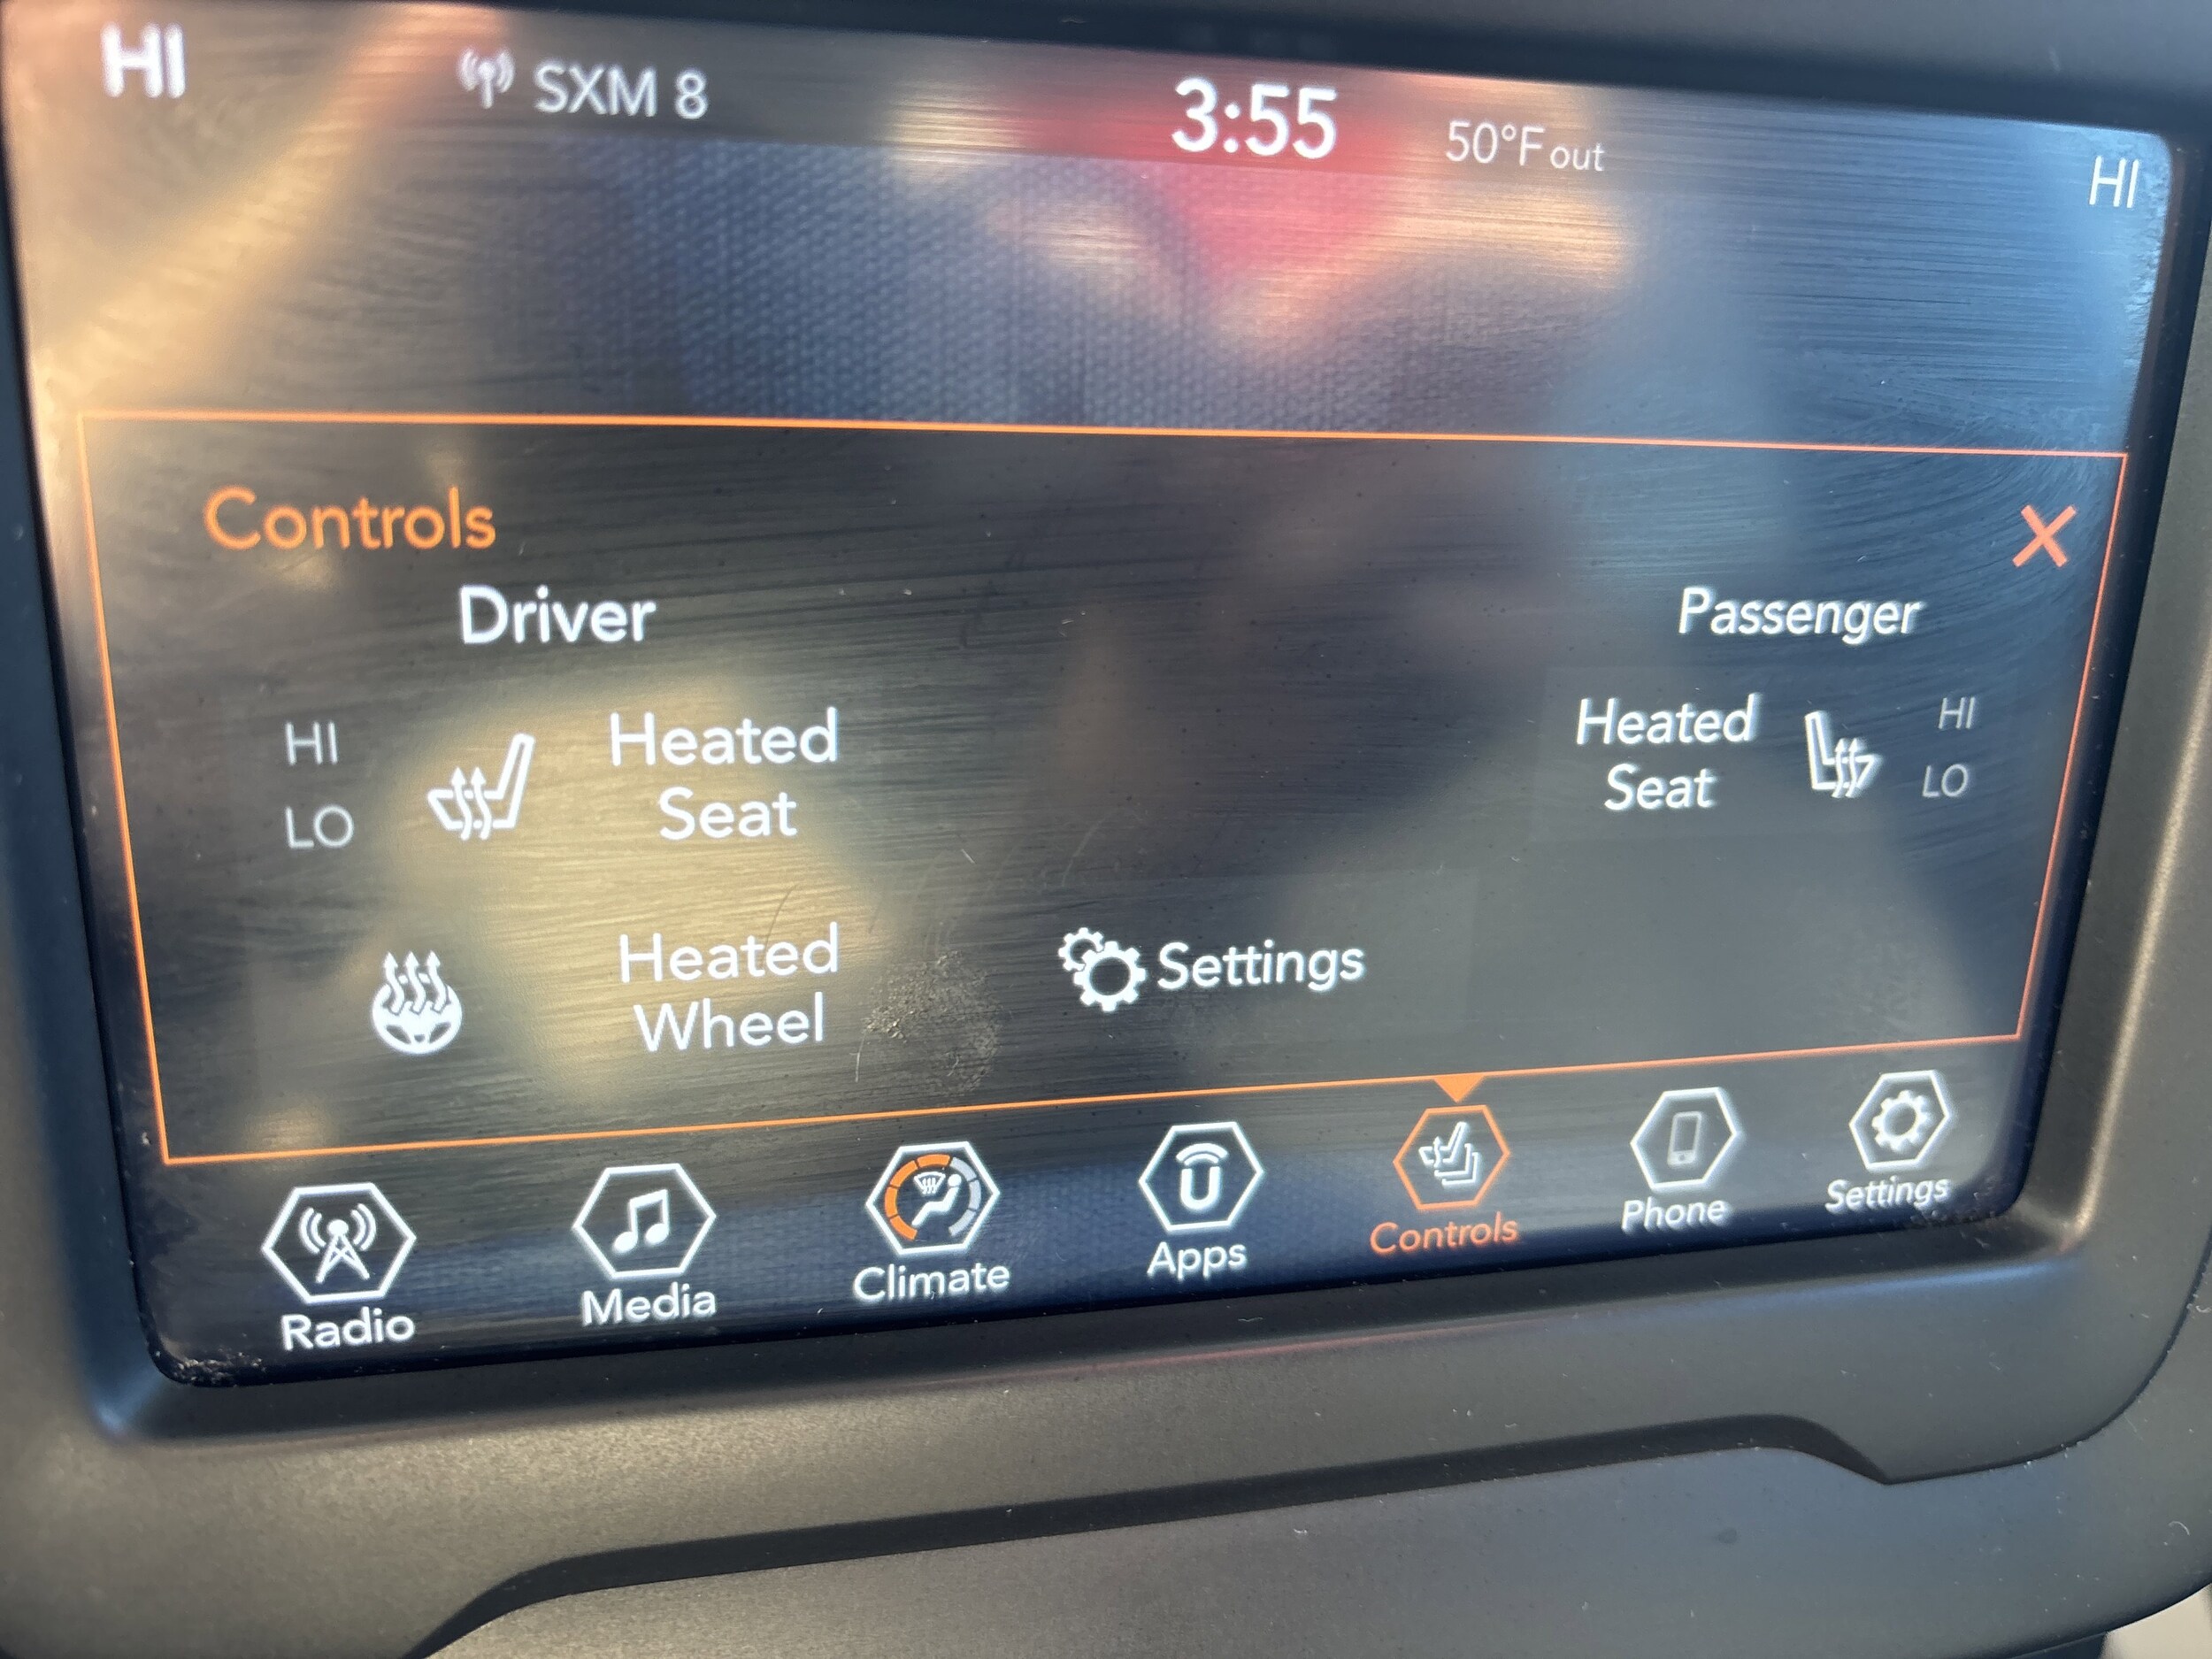 HI SXM 8 3:55 50°F out HI
Controls
Driver Passenger
HI Heated Heated HI
LO Seat Seat LO
Heated Settings
Wheel
Radio Media Climate Apps Controls Phone Settings